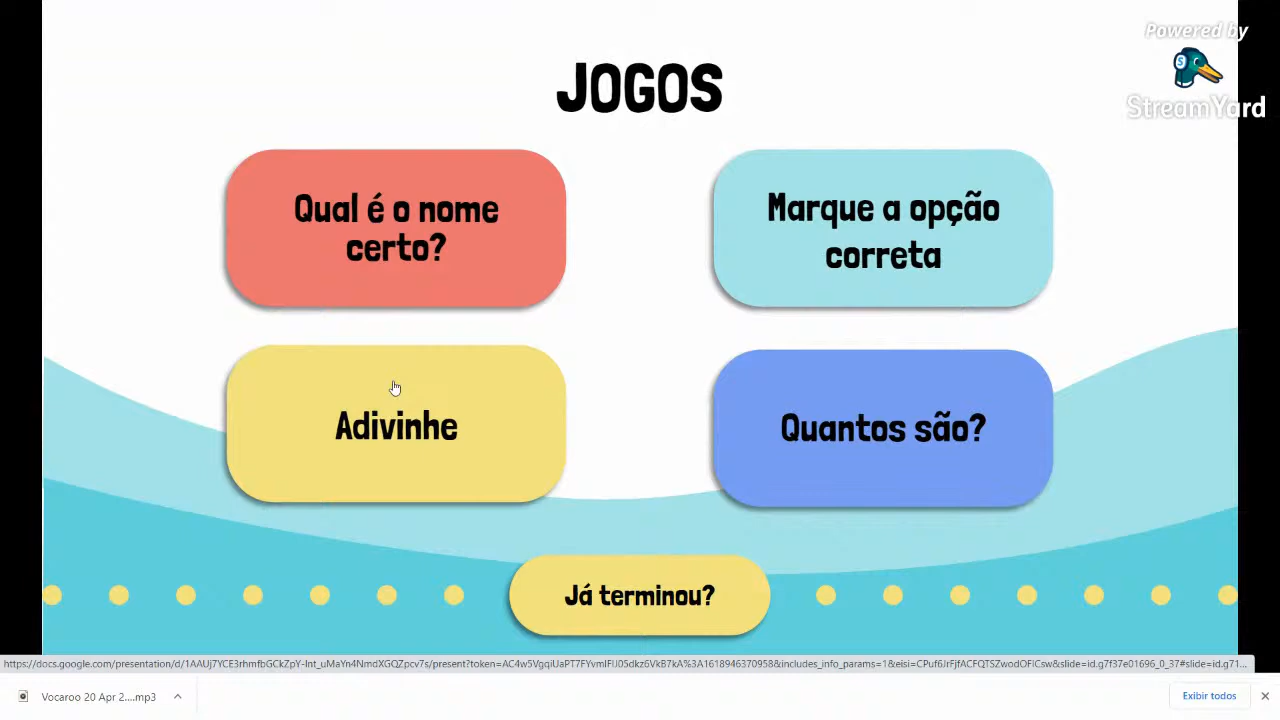 Powered by
StreamYard
JOGOS
Qual é o nome
certo?
Marque a opção
correta
Adivinhe
Quantos são?
Já terminou?
Vocaroo 20 Apr 2....mp3
Exibir todos